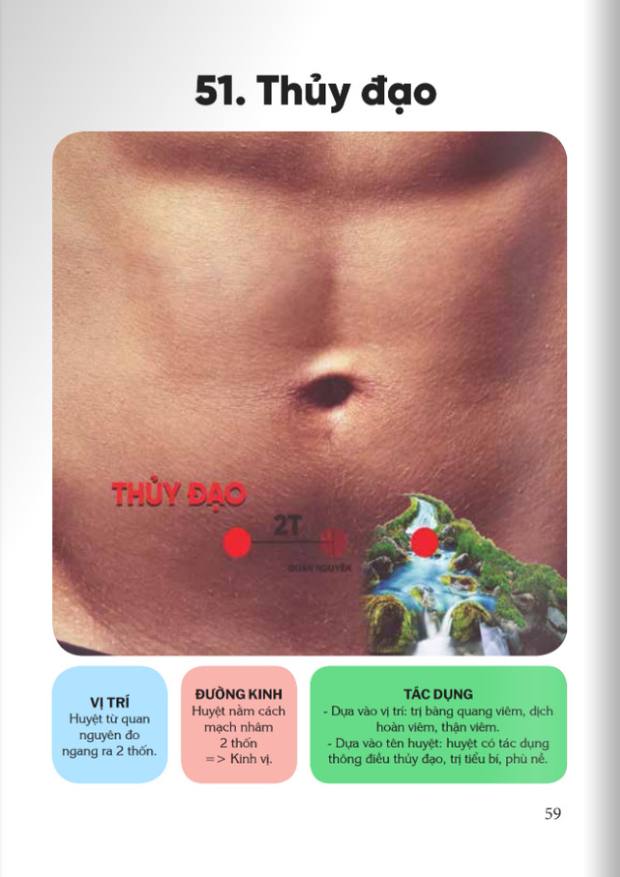 51. Thủy đạo
THỦY ĐẠO
2T
QUAN NGUYÊN
VỊ TRÍ
Huyệt từ quan
nguyên đo
ngang ra 2 thốn.
ĐƯỜNG KINH
Huyệt nằm cách
mạch nhâm
2 thốn
=> Kinh vị.
TÁC DỤNG
- Dựa vào vị trí: trị bàng quang viêm, dịch
hoàn viêm, thận viêm.
- Dựa vào tên huyệt: huyệt có tác dụng
thông điều thủy đạo, trị tiểu bí, phù nề.
59